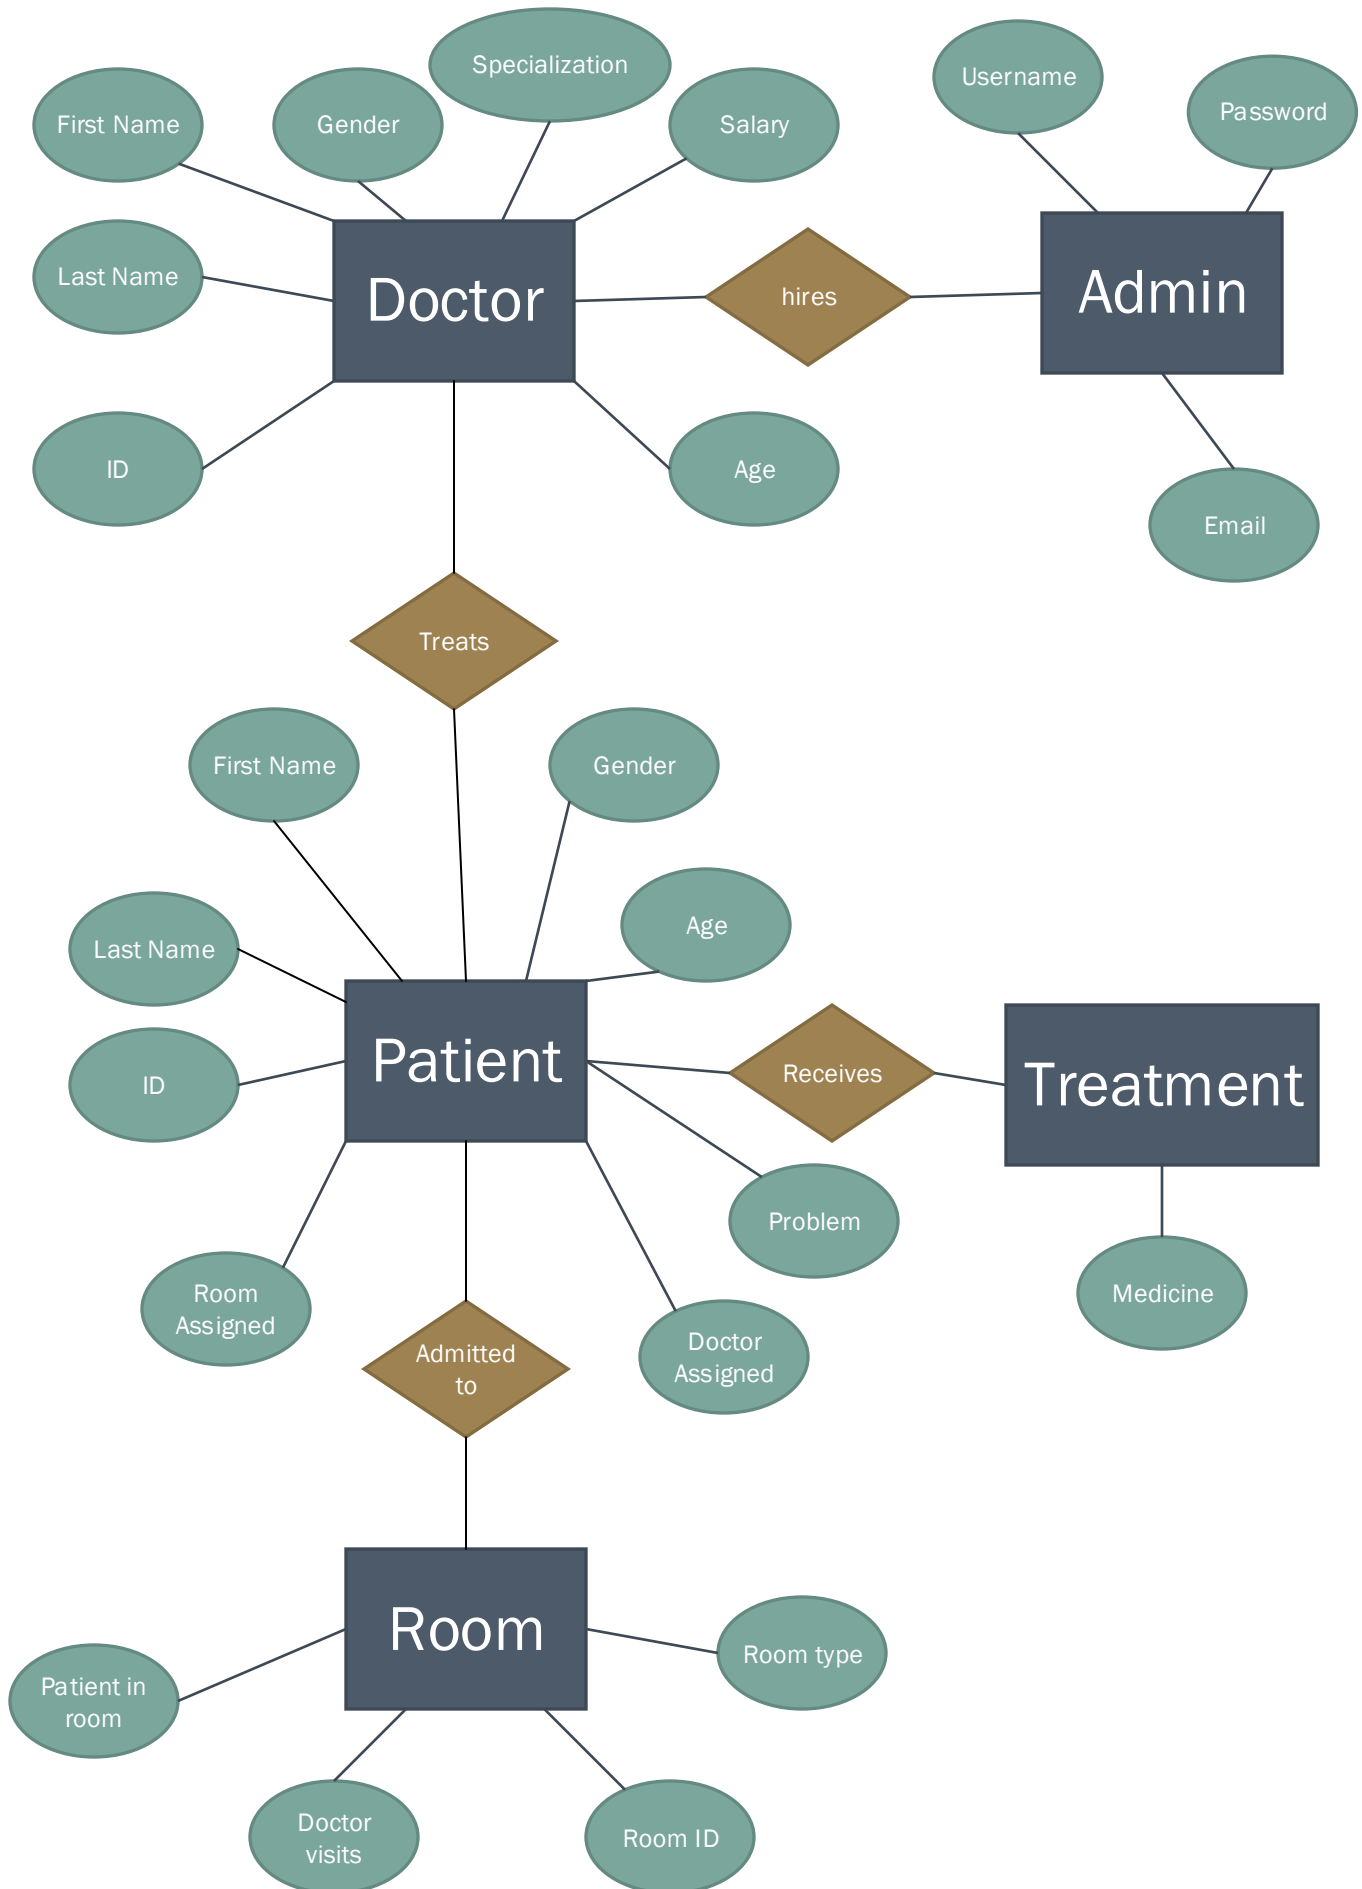 Specialization
Username
Password
First Name
Gender
Salary
Last Name
Doctor
hires
Admin
ID
Age
Email
Treats
First Name
Gender
Last Name
Age
ID
Patient
Receives
Treatment
Problem
Room
Assigned
Medicine
Admitted
to
Doctor
Assigned
Room
Room type
Patient in
room
Doctor
visits
Room ID